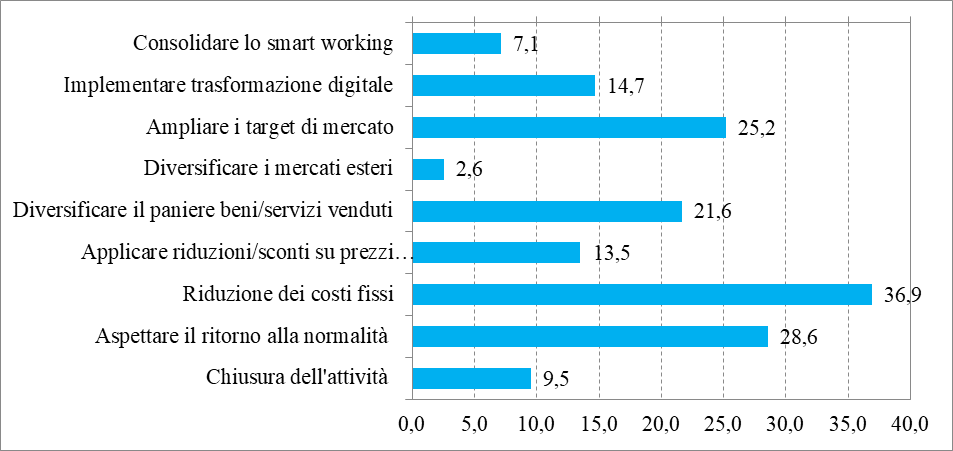 Consolidare lo smart working 7,1
Implementare trasformazione digitale 14,7
Ampliare i target di mercato 25,2
Diversificare i mercati esteri 2,6
Diversificare il paniere beni/servizi venduti 21,6
Applicare riduzioni/sconti su prezzi… 13,5
Riduzione dei costi fissi 36,9
Aspettare il ritorno alla normalità 28,6
Chiusura dell'attività 9,5
0,0 5,0 10,0 15,0 20,0 25,0 30,0 35,0 40,0